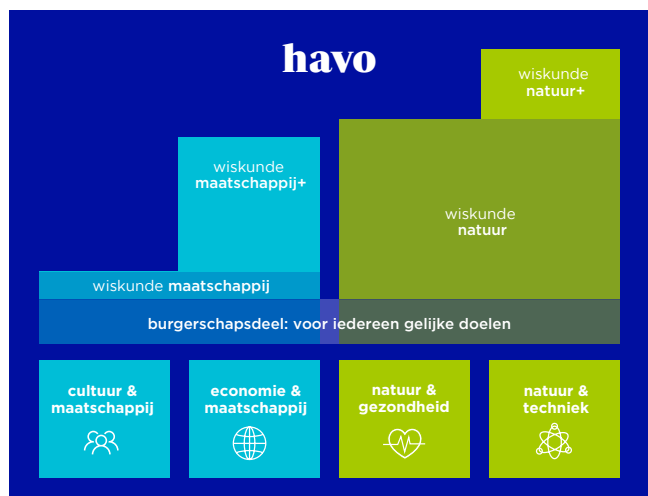 havo
wiskunde
natuur+
wiskunde
maatschappij+
wiskunde
natuur
wiskunde maatschappij
burgerschapsdeel: voor iedereen gelijke doelen
cultuur &
maatschappij
economie &
maatschappij
natuur &
gezondheid
natuur &
techniek